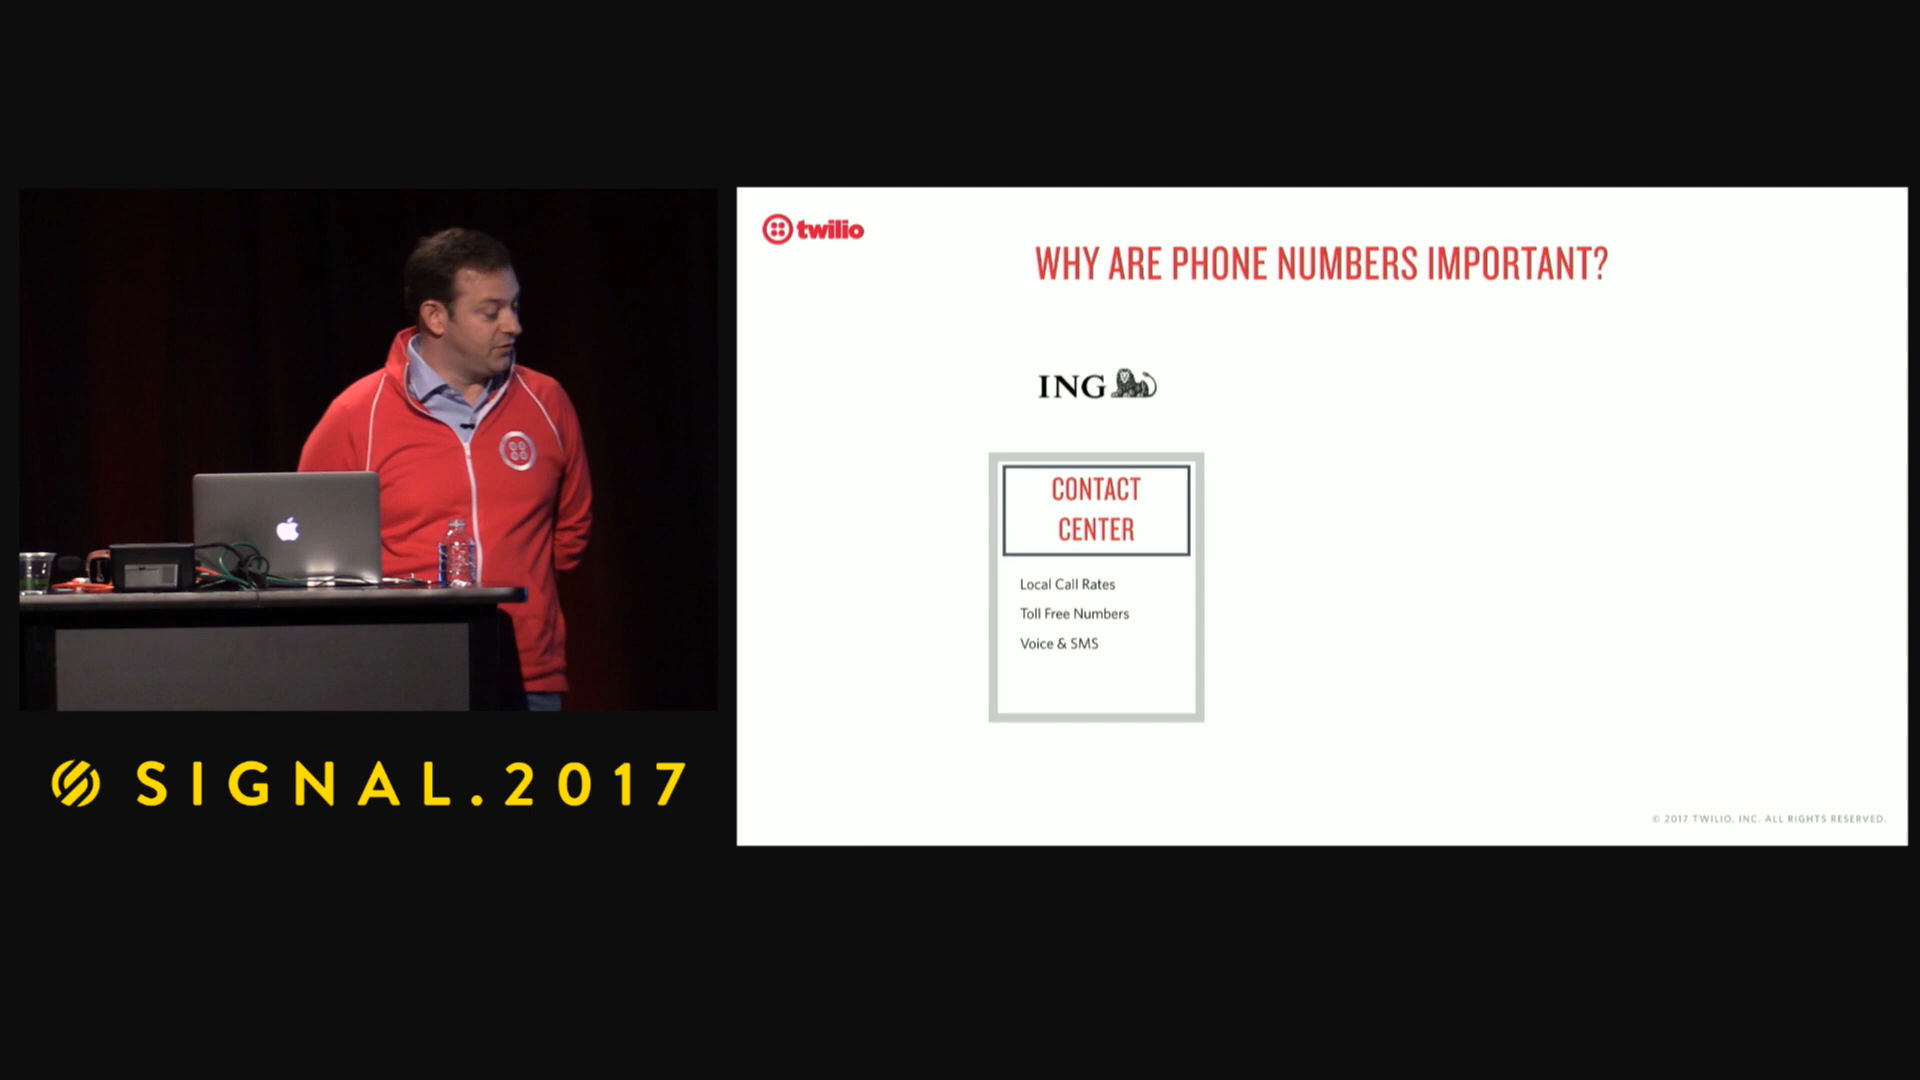 twilio
WHY ARE PHONE NUMBERS IMPORTANT?
ING
CONTACT
CENTER
Local Call Rates
Toll Free Numbers
Voice & SMS
© 2017 TWILIO, INC. ALL RIGHTS RESERVED.
SIGNAL.2017